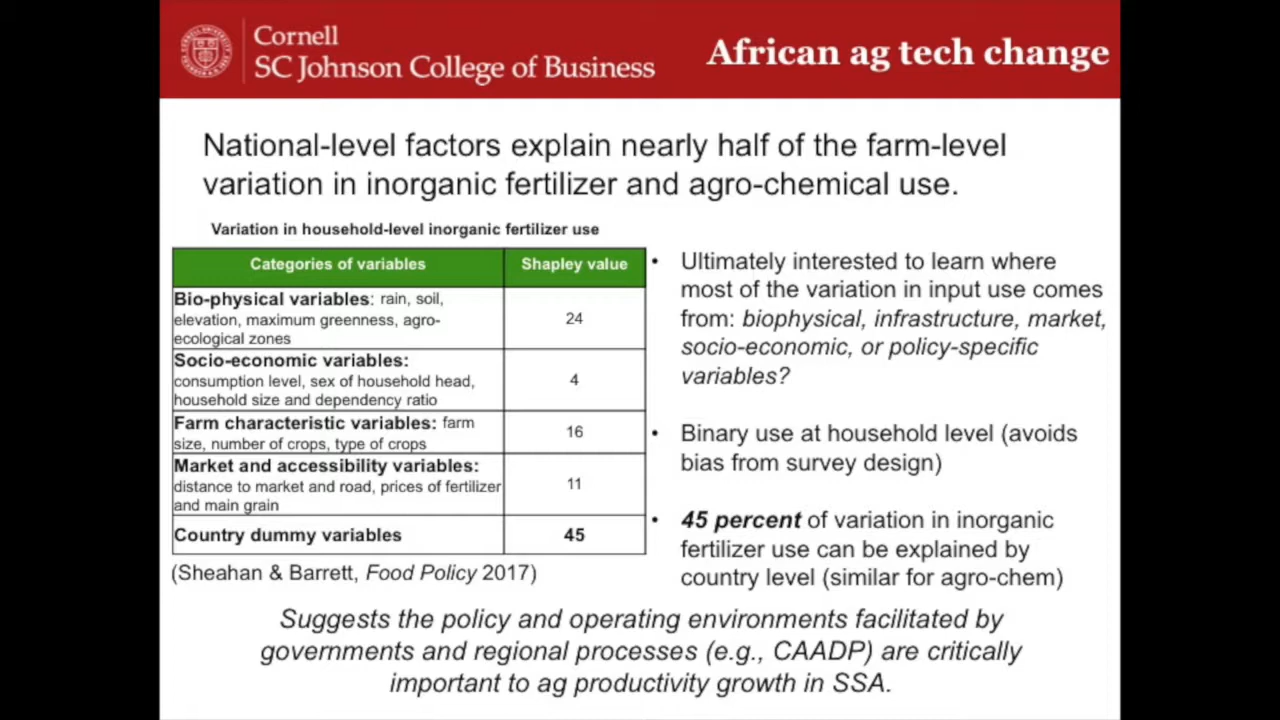 Cornell
SC Johnson College of Business
African ag tech change
National-level factors explain nearly half of the farm-level
variation in inorganic fertilizer and agro-chemical use.
Variation in household-level inorganic fertilizer use
Categories of variables Shapley value
Bio-physical variables: rain, soil,
elevation, maximum greenness, agro-
ecological zones
24
Socio-economic variables:
consumption level, sex of household head,
household size and dependency ratio
4
Farm characteristic variables: farm
size, number of crops, type of crops
16
Market and accessibility variables:
distance to market and road, prices of fertilizer
and main grain
11
Country dummy variables 45
(Sheahan & Barrett, Food Policy 2017)
• Ultimately interested to learn where
most of the variation in input use comes
from: biophysical, infrastructure, market,
socio-economic, or policy-specific
variables?
• Binary use at household level (avoids
bias from survey design)
• 45 percent of variation in inorganic
fertilizer use can be explained by
country level (similar for agro-chem)
Suggests the policy and operating environments facilitated by
governments and regional processes (e.g., CAADP) are critically
important to ag productivity growth in SSA.